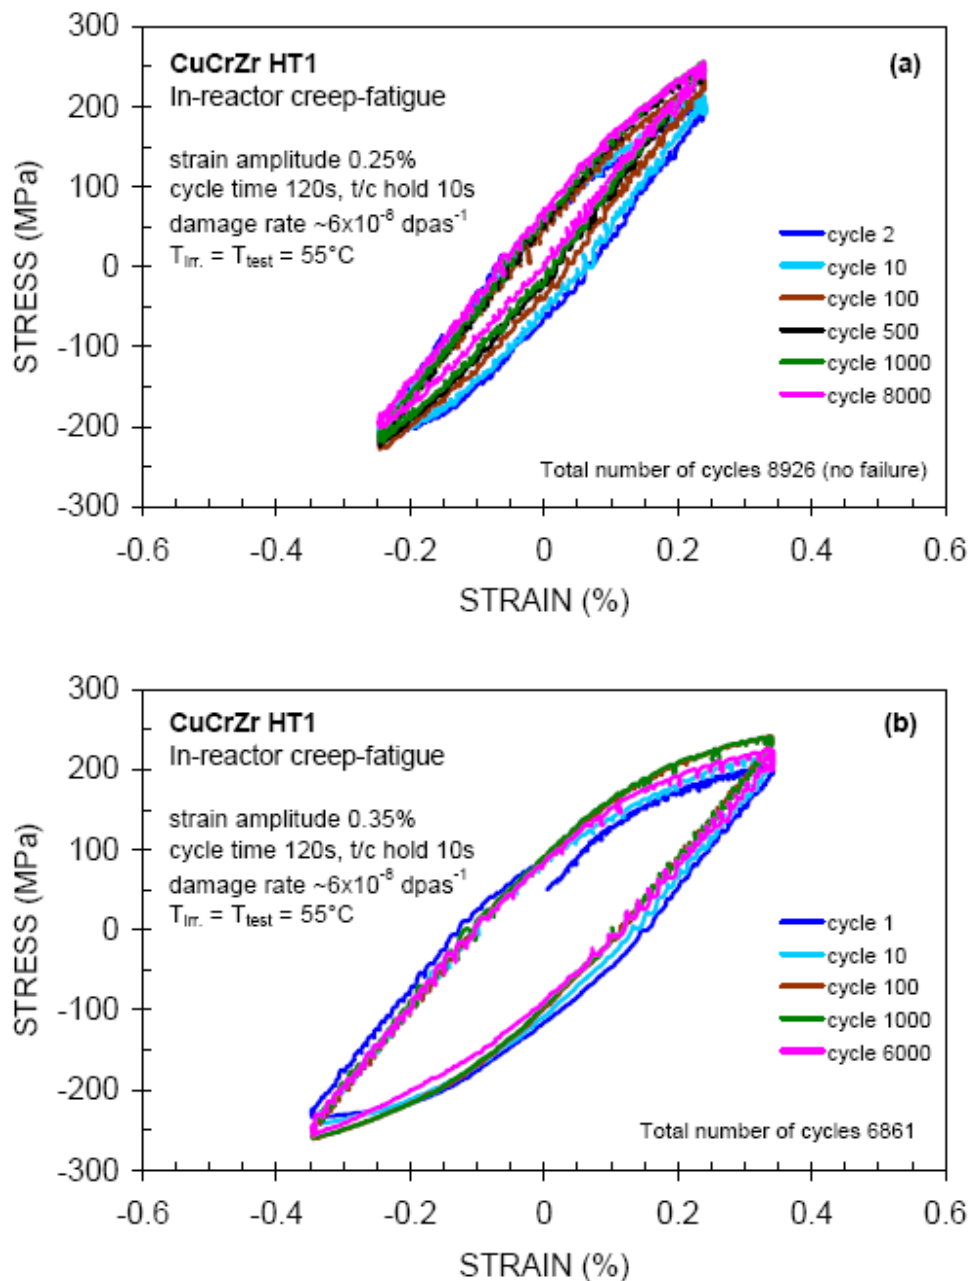 300
200
100
0
-100
-200
-300
STRESS (MPa)
CuCrZr HT1
(a)
In-reactor creep-fatigue
strain amplitude 0.25%
cycle time 120s, t/c hold 10s
damage rate ~6x10⁻⁸ dpas⁻¹
T_Irr. = T_test = 55°C
cycle 2
cycle 10
cycle 100
cycle 500
cycle 1000
cycle 8000
Total number of cycles 8926 (no failure)
-0.6 -0.4 -0.2 0 0.2 0.4 0.6
STRAIN (%)
300
200
100
0
-100
-200
-300
STRESS (MPa)
CuCrZr HT1
(b)
In-reactor creep-fatigue
strain amplitude 0.35%
cycle time 120s, t/c hold 10s
damage rate ~6x10⁻⁸ dpas⁻¹
T_Irr. = T_test = 55°C
cycle 1
cycle 10
cycle 100
cycle 1000
cycle 6000
Total number of cycles 6861
-0.6 -0.4 -0.2 0 0.2 0.4 0.6
STRAIN (%)